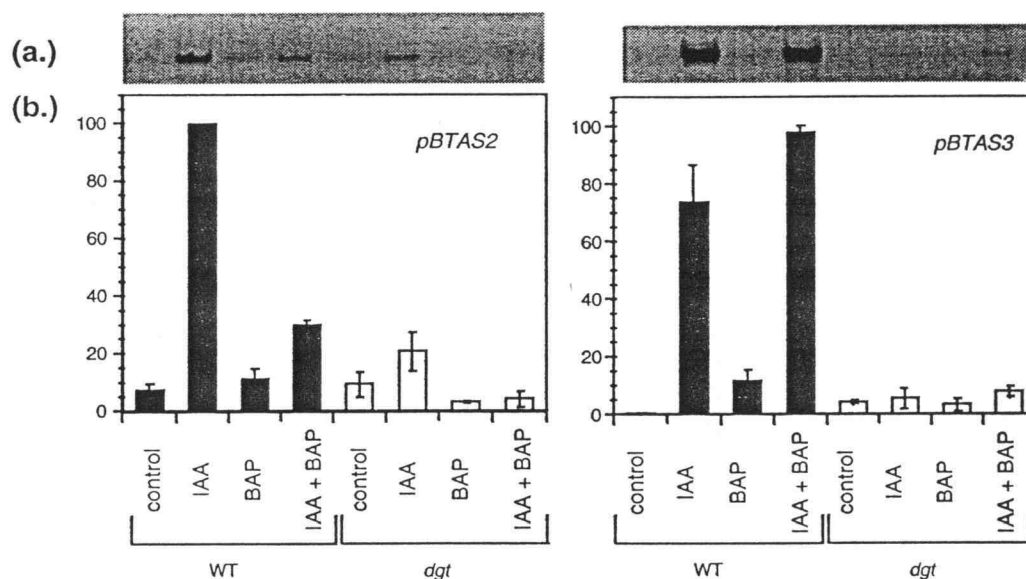 (a.)
(b.)
100
80
60
40
20
0
pBTAS2
control
IAA
BAP
IAA + BAP
control
IAA
BAP
IAA + BAP
WT
dgt
100
80
60
40
20
0
pBTAS3
control
IAA
BAP
IAA + BAP
control
IAA
BAP
IAA + BAP
WT
dgt